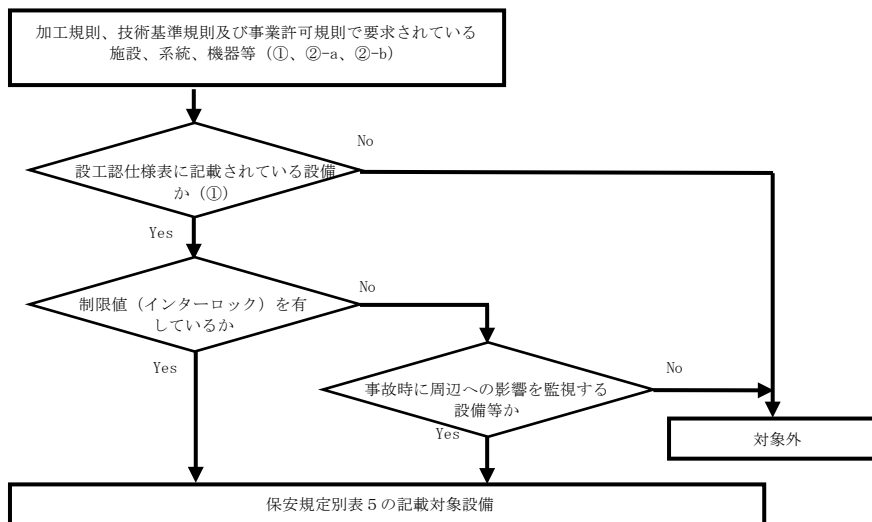 加工規則、技術基準規則及び事業許可規則で要求されている
施設、系統、機器等（①、②-a、②-b）
No
設工認仕様表に記載されている設備
か（①）
Yes
No
制限値（インターロック）を有
しているか
Yes
No
事故時に周辺への影響を監視する
設備等か
Yes
対象外
保安規定別表５の記載対象設備